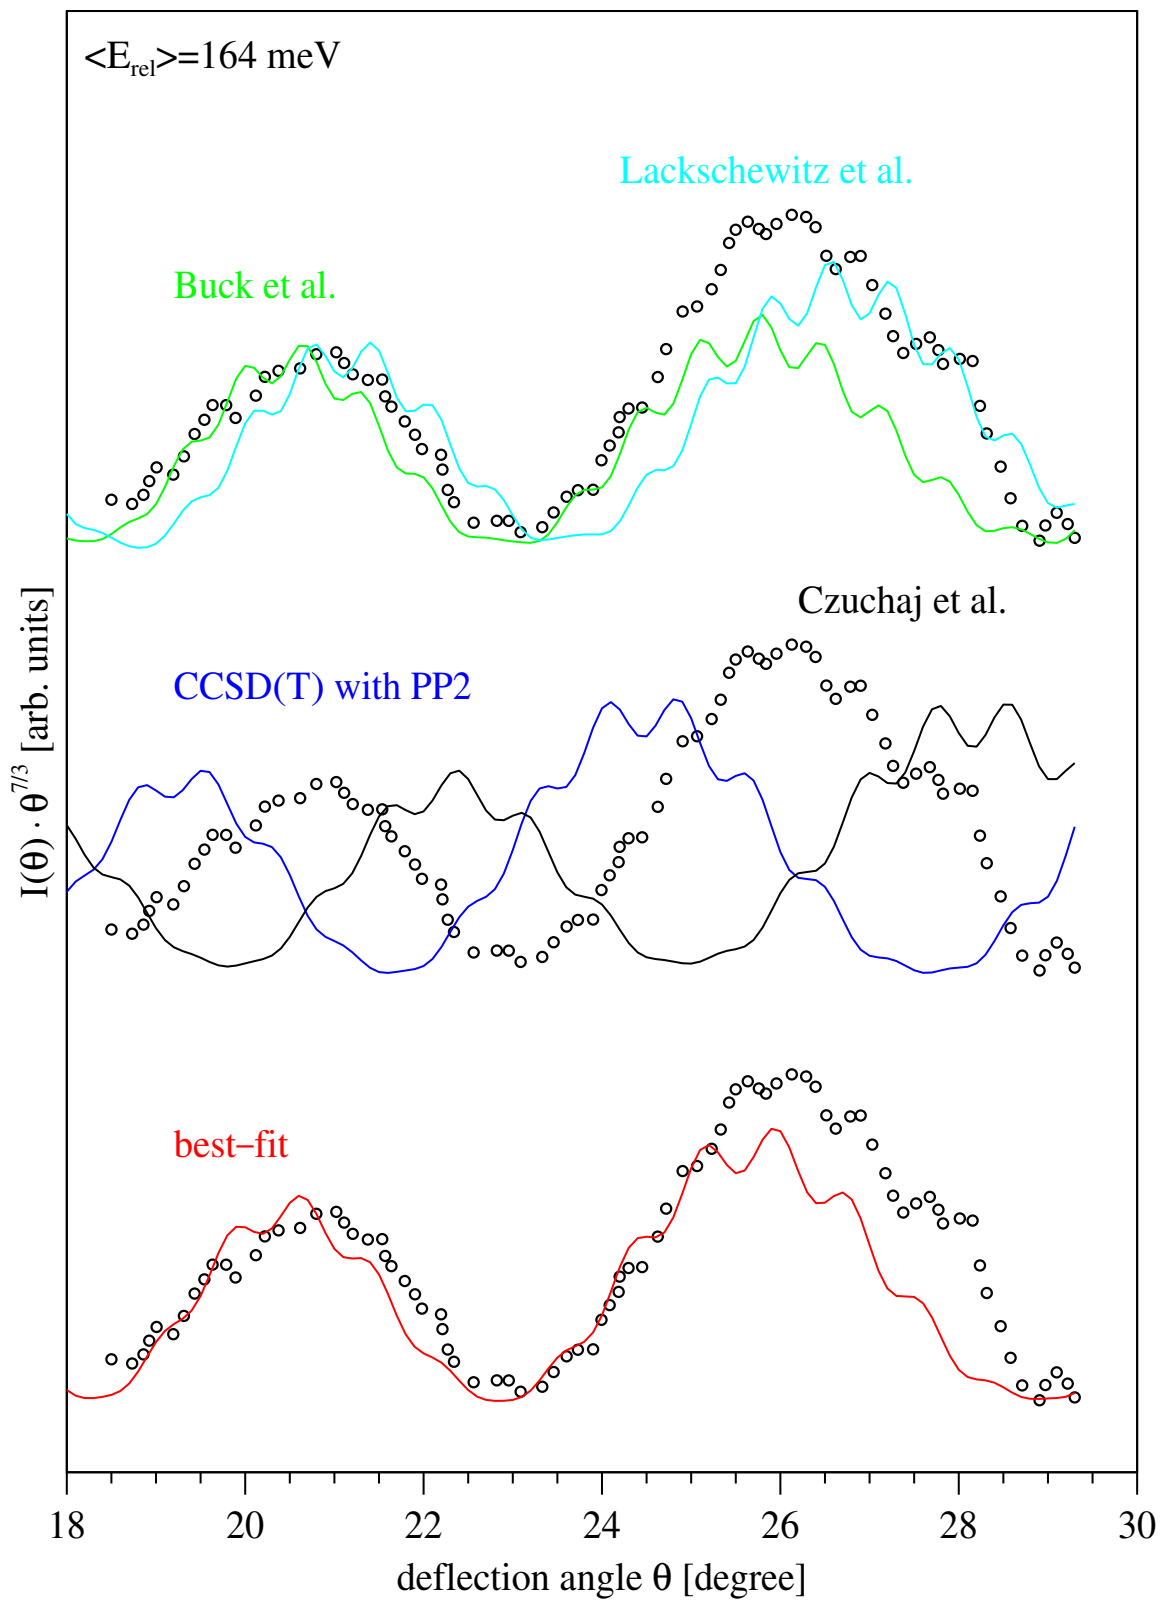 <E_rel>=164 meV
Lackschewitz et al.
Buck et al.
Czuchaj et al.
CCSD(T) with PP2
I(θ) · θ^7/3 [arb. units]
best–fit
18 20 22 24 26 28 30
deflection angle θ [degree]